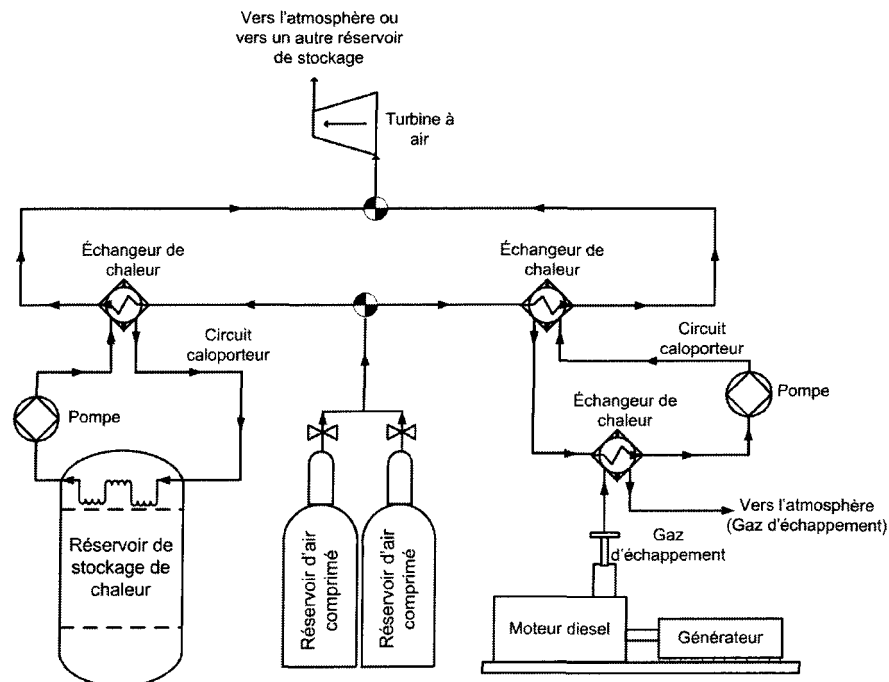 Vers l'atmosphère ou
vers un autre réservoir
de stockage
Turbine à
air
Échangeur de
chaleur
Échangeur de
chaleur
Circuit
caloporteur
Circuit
caloporteur
Pompe
Échangeur de
chaleur
Pompe
Réservoir de
stockage de
chaleur
Réservoir d'air
comprimé
Réservoir d'air
comprimé
Gaz
d'échappement
Vers l'atmosphère
(Gaz d'échappement)
Moteur diesel
Générateur